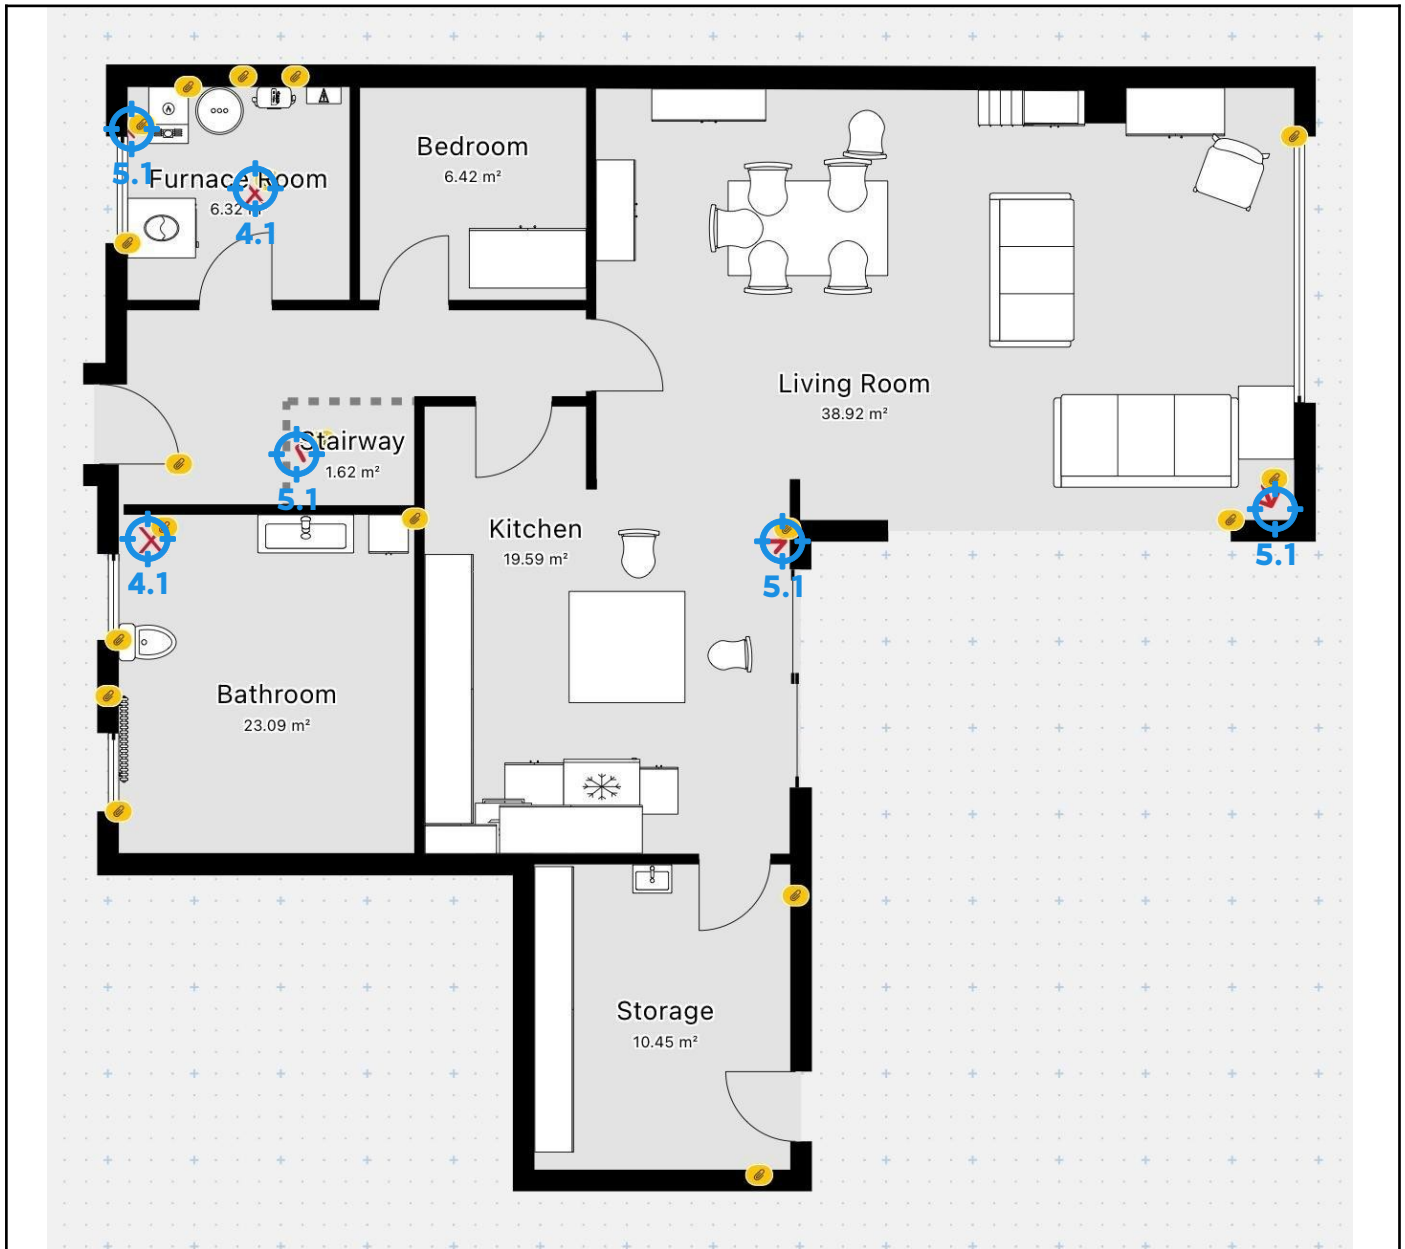 Bedroom
6.42 m²
5.1
Furnace Room
6.32
4.1
Living Room
38.92 m²
Stairway
1.62 m²
5.1
Kitchen
19.59 m²
5.1
5.1
4.1
Bathroom
23.09 m²
Storage
10.45 m²